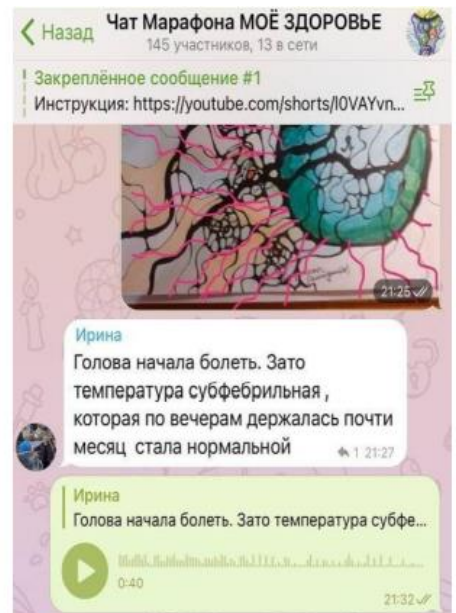 Назад
Чат Марафона МОЁ ЗДОРОВЬЕ
145 участников, 13 в сети
Закреплённое сообщение #1
Инструкция: https://youtube.com/shorts/l0VAYvn...
21:25
Ирина
Голова начала болеть. Зато
температура субфебрильная ,
которая по вечерам держалась почти
месяц стала нормальной
1 21:27
Ирина
Голова начала болеть. Зато температура субфе...
0:40
21:32